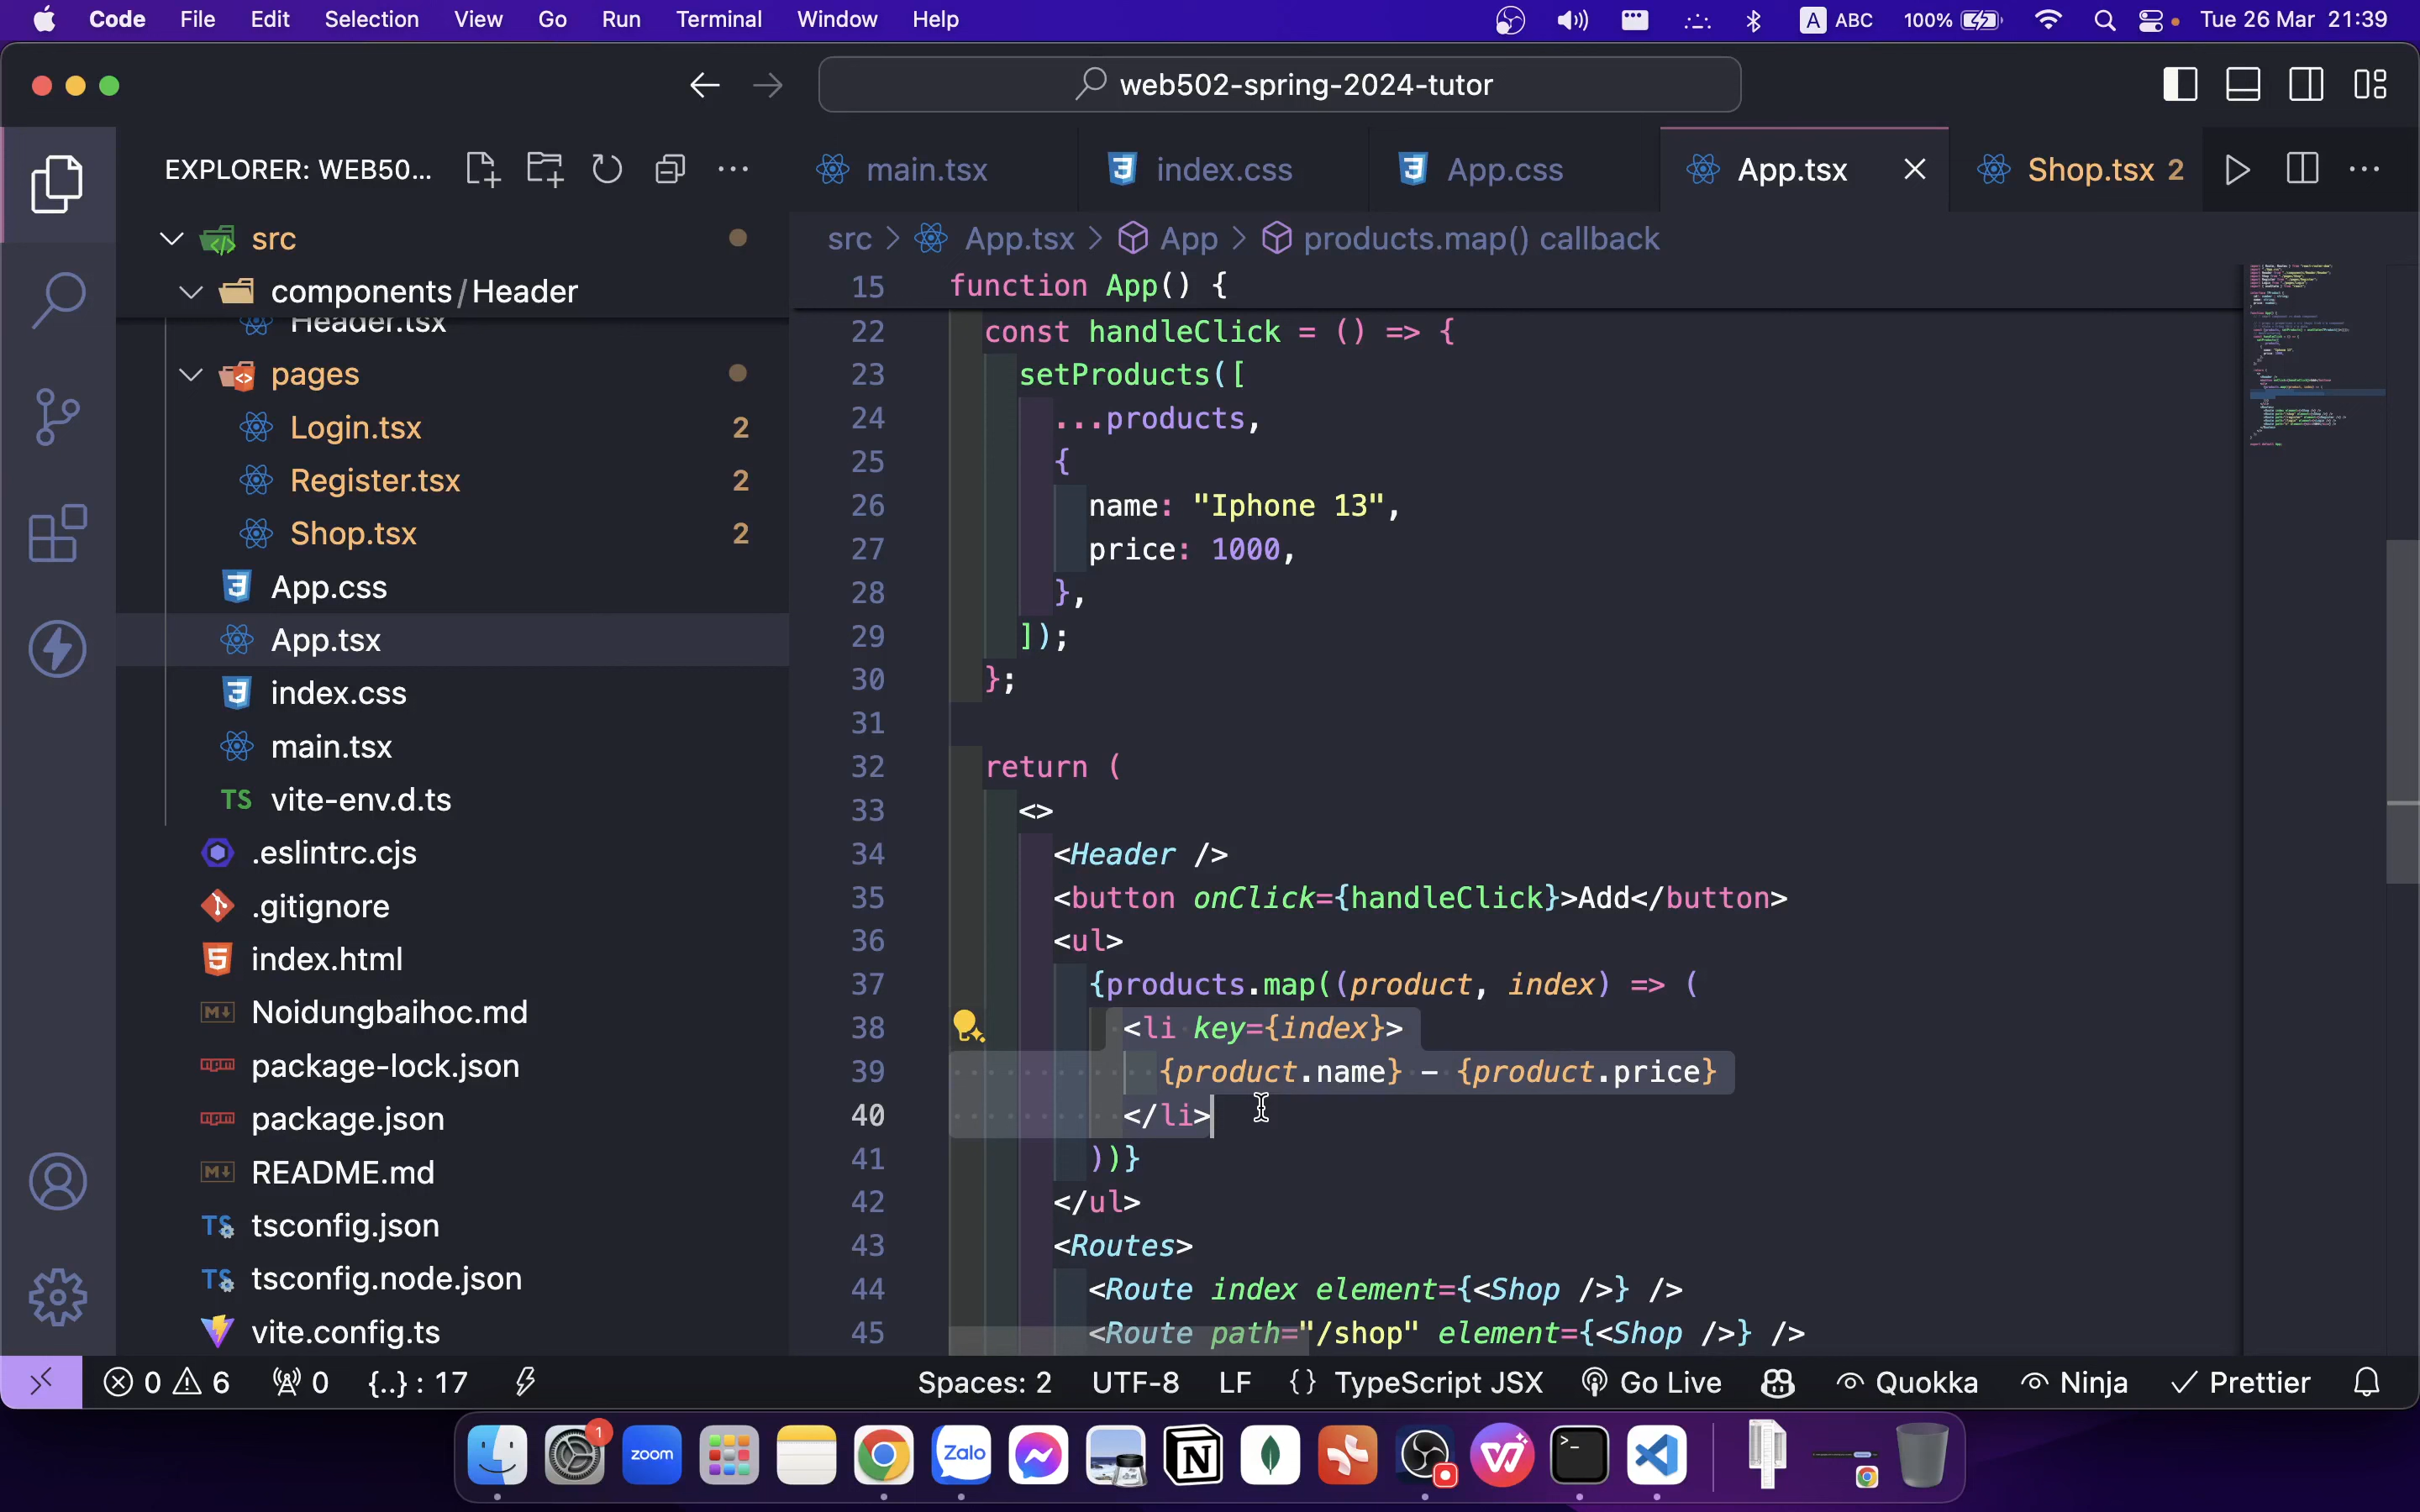 Code File Edit Selection View Go Run Terminal Window Help A ABC 100% Tue 26 Mar 21:39
web502-spring-2024-tutor
EXPLORER: WEB50...
main.tsx
index.css
App.css
App.tsx
Shop.tsx 2
src
components / Header
Header.tsx
pages
Login.tsx 2
Register.tsx 2
Shop.tsx 2
App.css
App.tsx
index.css
main.tsx
TS vite-env.d.ts
.eslintrc.cjs
.gitignore
index.html
Noidungbaihoc.md
package-lock.json
package.json
README.md
tsconfig.json
tsconfig.node.json
vite.config.ts
src > App.tsx > App > products.map() callback
15 function App() {
22 const handleClick = () => {
23 setProducts([
24 ...products,
25 {
26 name: "Iphone 13",
27 price: 1000,
28 },
29 ]);
30 };
31
32 return (
33 <>
34 <Header />
35 <button onClick={handleClick}>Add</button>
36 <ul>
37 {products.map((product, index) => (
38 <li key={index}>
39 {product.name} - {product.price}
40 </li>
41 ))}
42 </ul>
43 <Routes>
44 <Route index element={<Shop />} />
45 <Route path="/shop" element={<Shop />} />
0 6 0 {..} : 17 Spaces: 2 UTF-8 LF {} TypeScript JSX Go Live Quokka Ninja Prettier
1
zoom
Zalo